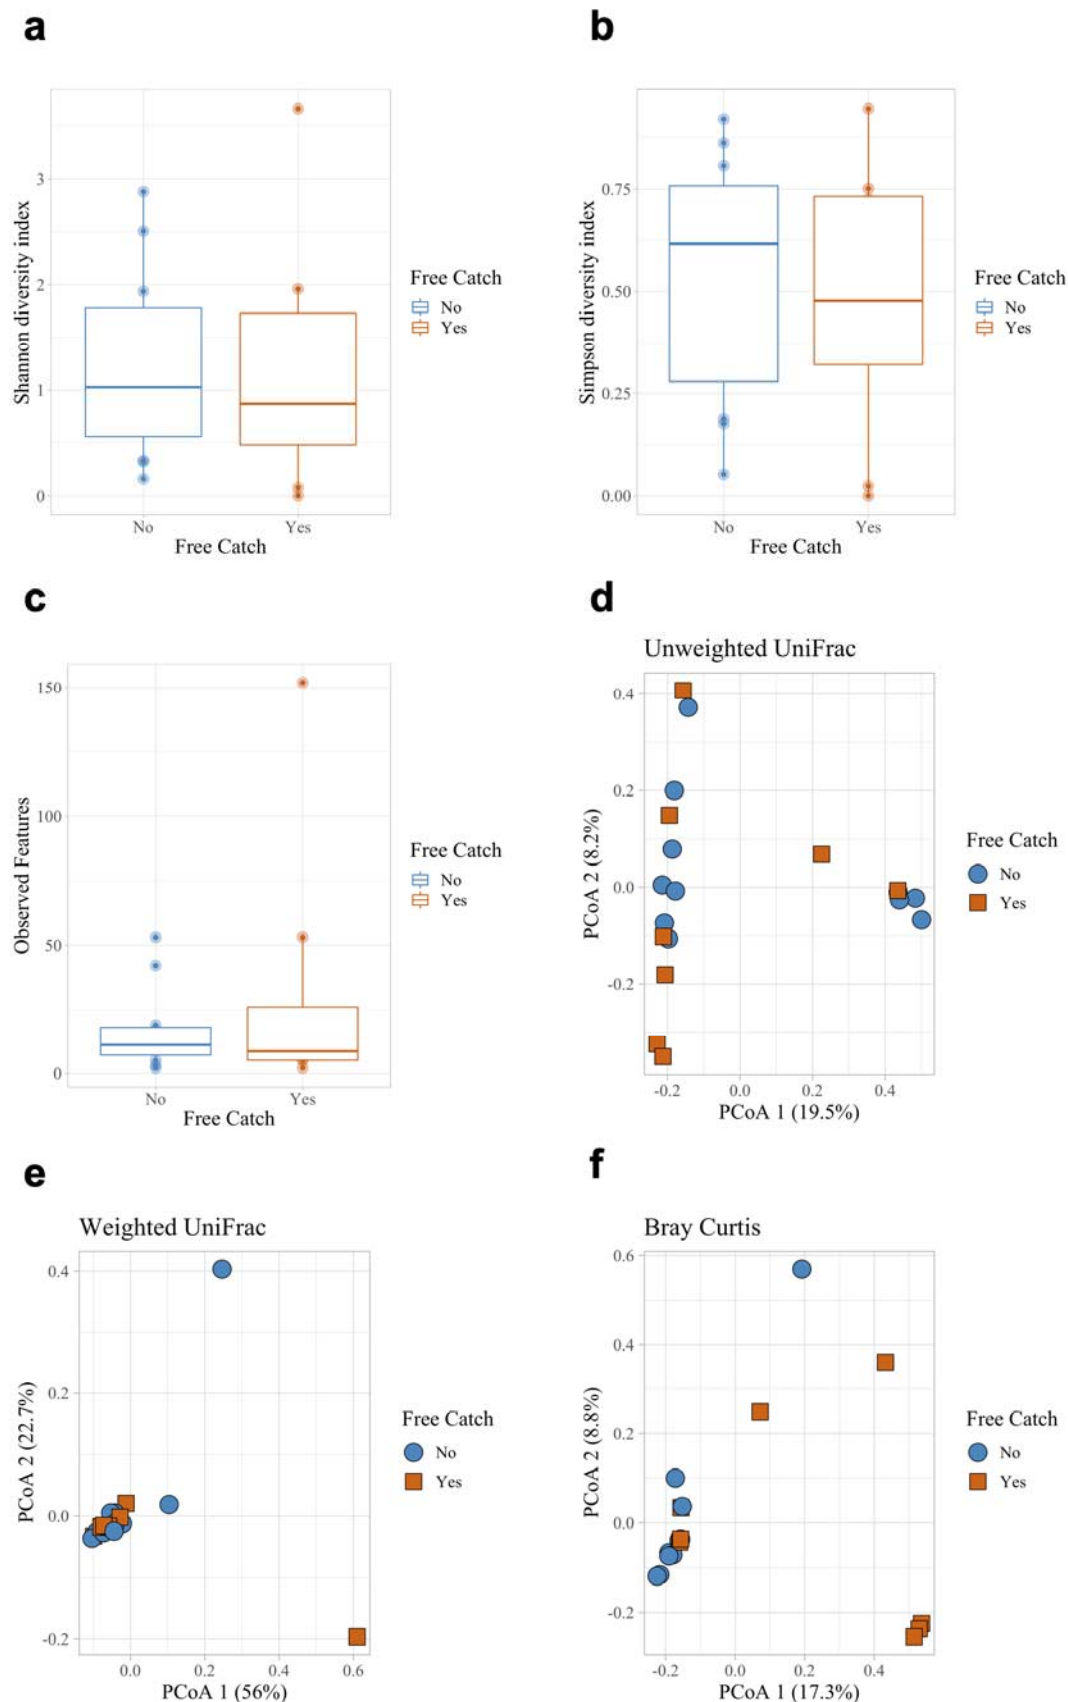 a
Shannon diversity index
3
2
1
0
No
Yes
Free Catch
Free Catch
No
Yes
b
Simpson diversity index
0.75
0.50
0.25
0.00
No
Yes
Free Catch
Free Catch
No
Yes
c
Observed Features
150
100
50
0
No
Yes
Free Catch
Free Catch
No
Yes
d
Unweighted UniFrac
PCoA 2 (8.2%)
0.4
0.2
0.0
-0.2
-0.2
0.0
0.2
0.4
PCoA 1 (19.5%)
Free Catch
No
Yes
e
Weighted UniFrac
PCoA 2 (22.7%)
0.4
0.2
0.0
-0.2
0.0
0.2
0.4
0.6
PCoA 1 (56%)
Free Catch
No
Yes
f
Bray Curtis
PCoA 2 (8.8%)
0.6
0.4
0.2
0.0
-0.2
-0.2
0.0
0.2
0.4
PCoA 1 (17.3%)
Free Catch
No
Yes